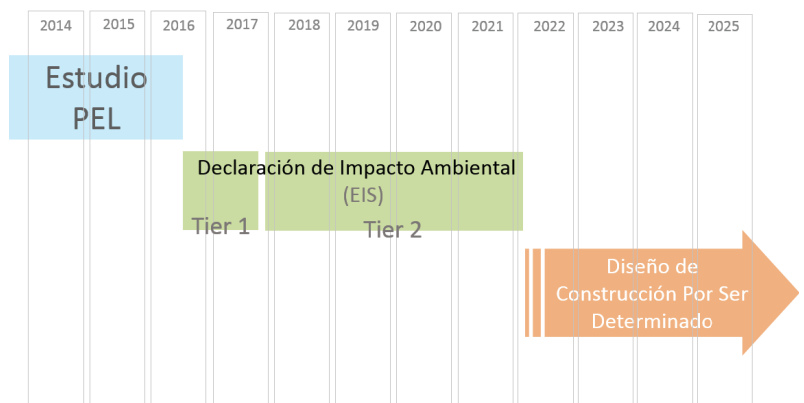 2014 2015 2016 2017 2018 2019 2020 2021 2022 2023 2024 2025
Estudio
PEL
Declaración de Impacto Ambiental
(EIS)
Tier 1 Tier 2
Diseño de
Construcción Por Ser
Determinado